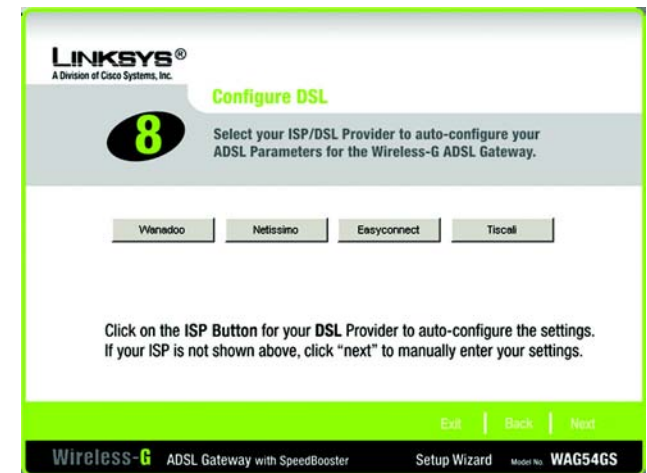 LINKSYS®
A Division of Cisco Systems, Inc.
Configure DSL
8
Select your ISP/DSL Provider to auto-configure your
ADSL Parameters for the Wireless-G ADSL Gateway.
Wanadoo Netissimo Easyconnect Tiscali
Click on the ISP Button for your DSL Provider to auto-configure the settings.
If your ISP is not shown above, click “next” to manually enter your settings.
Exit | Back | Next
Wireless-G ADSL Gateway with SpeedBooster Setup Wizard Model No. WAG54GS